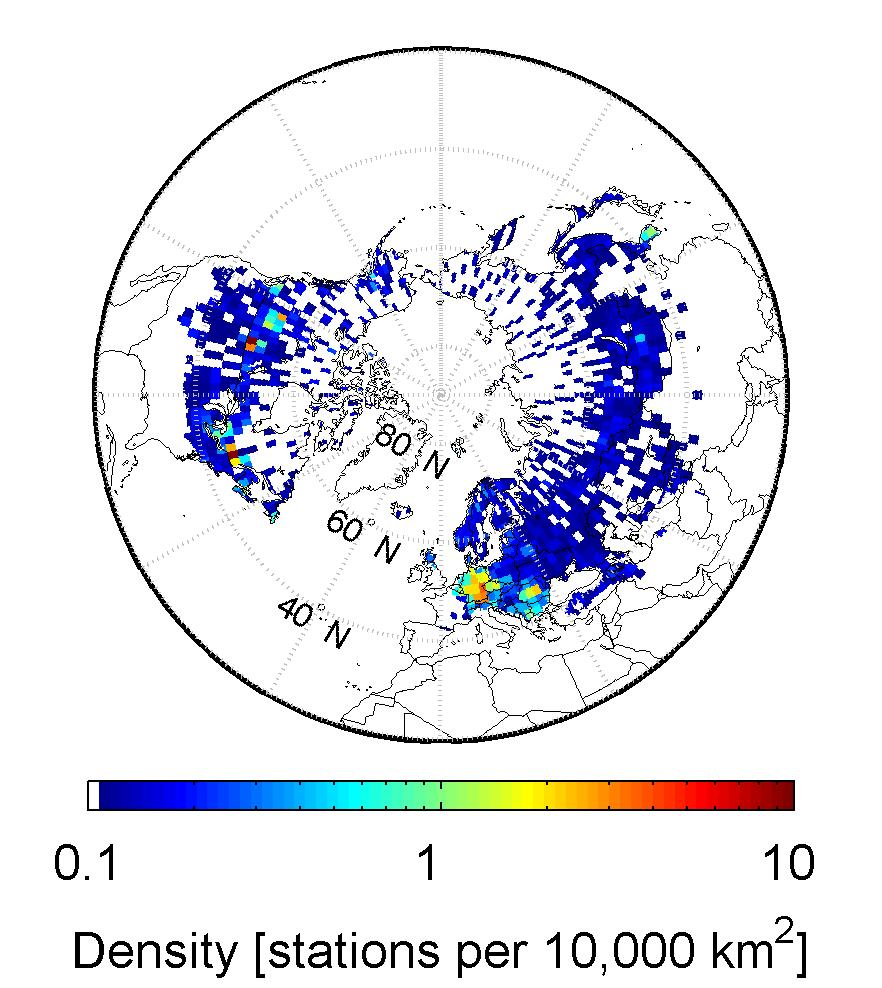 80° N
60° N
40° N
0.1 1 10
Density [stations per 10,000 km²]